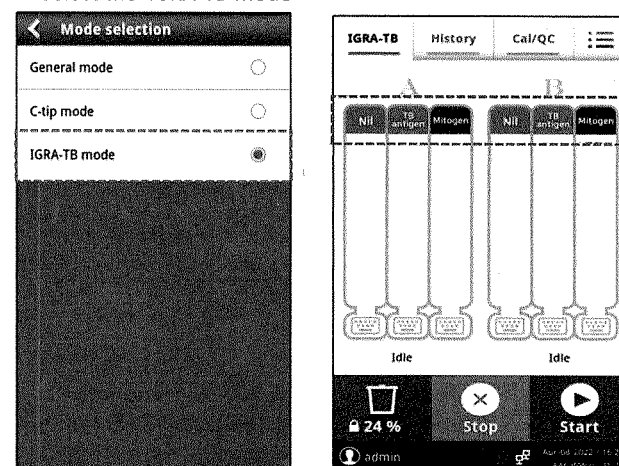 Mode selection
General mode
C-tip mode
IGRA-TB mode
IGRA-TB History Cal/QC
A B
Nil TB antigen Mitogen Nil TB antigen Mitogen
Idle Idle
24 % Stop Start
admin